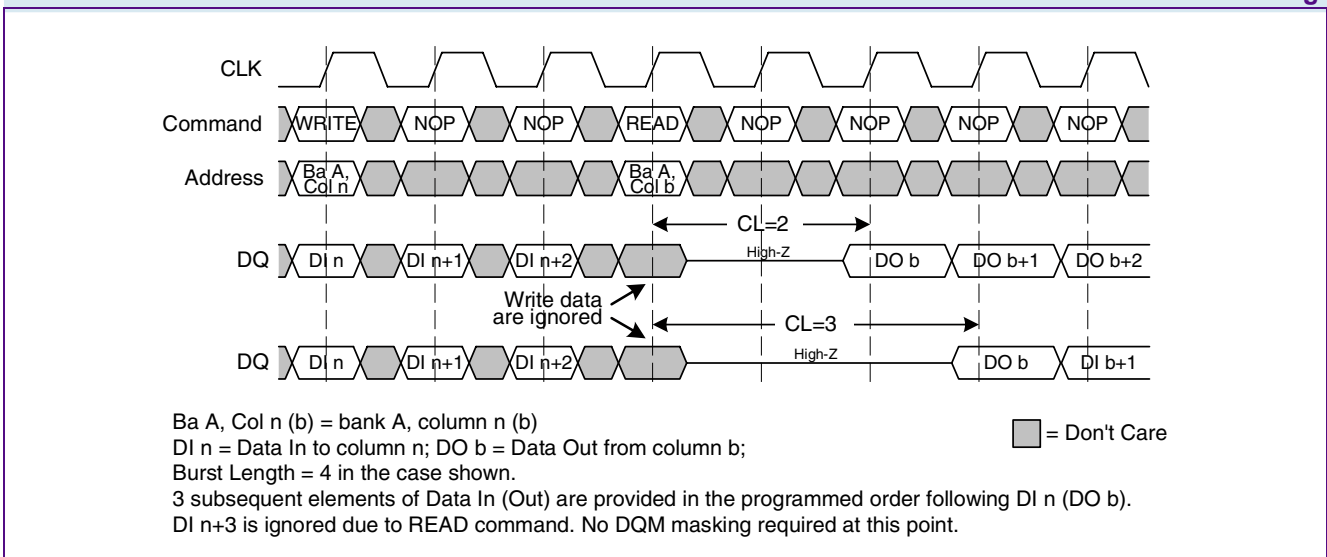 CLK
Command WRITE NOP NOP READ NOP NOP NOP NOP
Address Ba A, Col n Ba A, Col b
CL=2
DQ DI n DI n+1 DI n+2 High-Z DO b DO b+1 DO b+2
Write data
are ignored
CL=3
DQ DI n DI n+1 DI n+2 High-Z DO b DI b+1
Ba A, Col n (b) = bank A, column n (b)
DI n = Data In to column n; DO b = Data Out from column b;
= Don't Care
Burst Length = 4 in the case shown.
3 subsequent elements of Data In (Out) are provided in the programmed order following DI n (DO b).
DI n+3 is ignored due to READ command. No DQM masking required at this point.